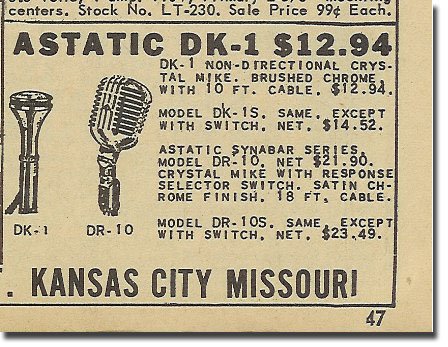 centers. Stock No. LT-230. Sale Price 99¢ Each.
ASTATIC DK-1 $12.94
DK-1 NON-DIRECTIONAL CRYS-
TAL MIKE. BRUSHED CHROME
WITH 10 FT. CABLE. $12.94.
MODEL DK-1S. SAME, EXCEPT
WITH SWITCH, NET. $14.52.
ASTATIC SYNABAR SERIES.
MODEL DR-10, NET $21.90.
CRYSTAL MIKE WITH RESPONSE
SELECTOR SWITCH. SATIN CH-
ROME FINISH. 18 FT. CABLE.
MODEL DR-10S. SAME, EXCEPT
WITH SWITCH, NET. $23.49.
DK-1 DR-10
. KANSAS CITY MISSOURI
47